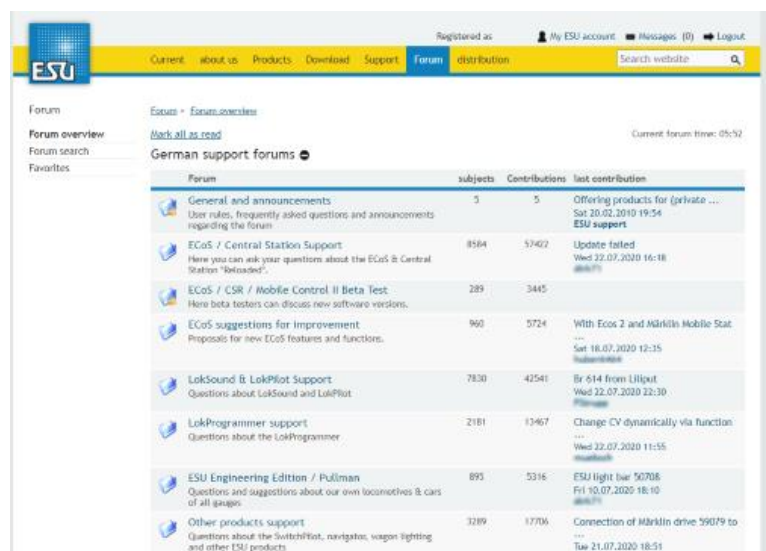 Registered as My ESU account Messages (0) Logout
ESU
Current about us Products Download Support Forum distribution Search website
Forum
Forum overview
Forum search
Favorites
Forum Forum overview
Mark all as read Current forum time: 05:52
German support forums
Forum subjects Contributions last contribution
General and announcements 5 5 Offering products for (private ...
User rules, frequently asked questions and announcements Sat 20.02.2010 19:54
regarding the forum ESU support
ECoS / Central Station Support 8584 57422 Update failed
Here you can ask your questions about the ECoS & Central Wed 22.07.2020 16:18
Station "Reloaded".
ECoS / CSR / Mobile Control II Beta Test 289 3445
Here beta testers can discuss new software versions.
ECoS suggestions for improvement 960 5724 With Ecos 2 and Märklin Mobile Stat
Proposals for new ECoS features and functions. ...
Sat 18.07.2020 12:35
LokSound & LokPilot Support 7830 42541 Br 614 from Liliput
Questions about LokSound and LokPilot Wed 22.07.2020 22:30
LokProgrammer support 2181 13467 Change CV dynamically via function
Questions about the LokProgrammer ...
Wed 22.07.2020 11:55
ESU Engineering Edition / Pullman 895 5316 ESU light bar 50708
Questions and suggestions about our own locomotives & cars Fri 10.07.2020 18:10
of all gauges
Other products support 3289 17706 Connection of Märklin drive 59079 to
Questions about the SwitchPilot, navigator, wagon lighting ...
and other ESU products Tue 21.07.2020 18:51